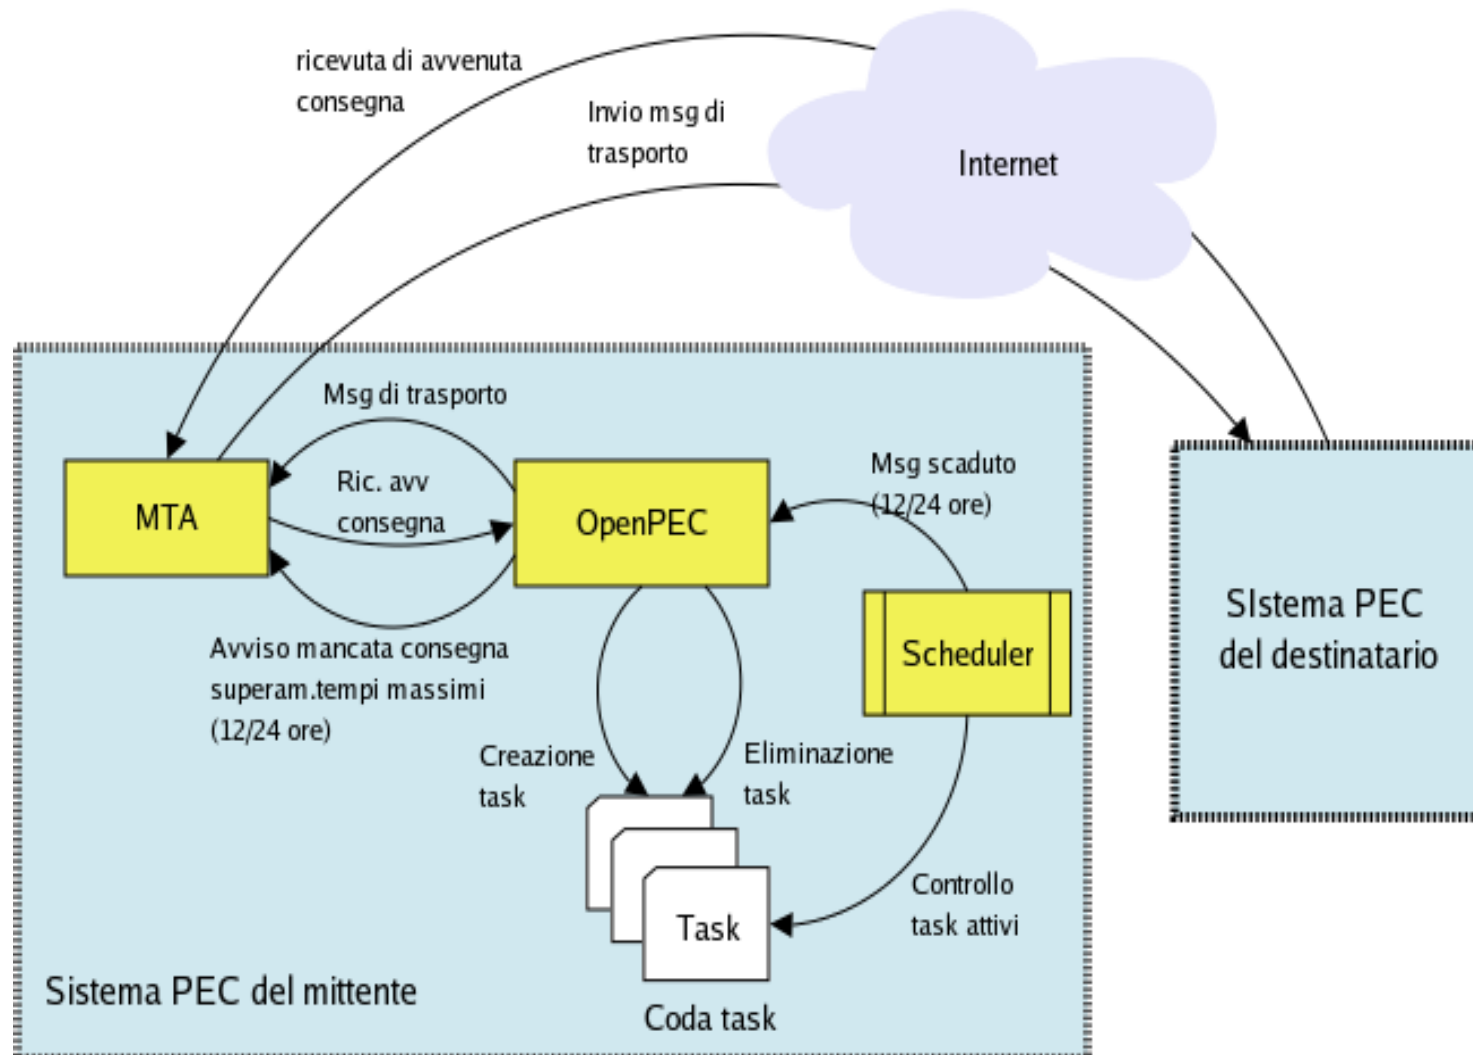 ricevuta di avvenuta
consegna
Invio msg di
trasporto
Internet
Msg di trasporto
Msg scaduto
(12/24 ore)
Ric. avv
consegna
MTA
OpenPEC
SIstema PEC
del destinatario
Scheduler
Avviso mancata consegna
superam.tempi massimi
(12/24 ore)
Creazione
task
Eliminazione
task
Controllo
task attivi
Task
Sistema PEC del mittente
Coda task